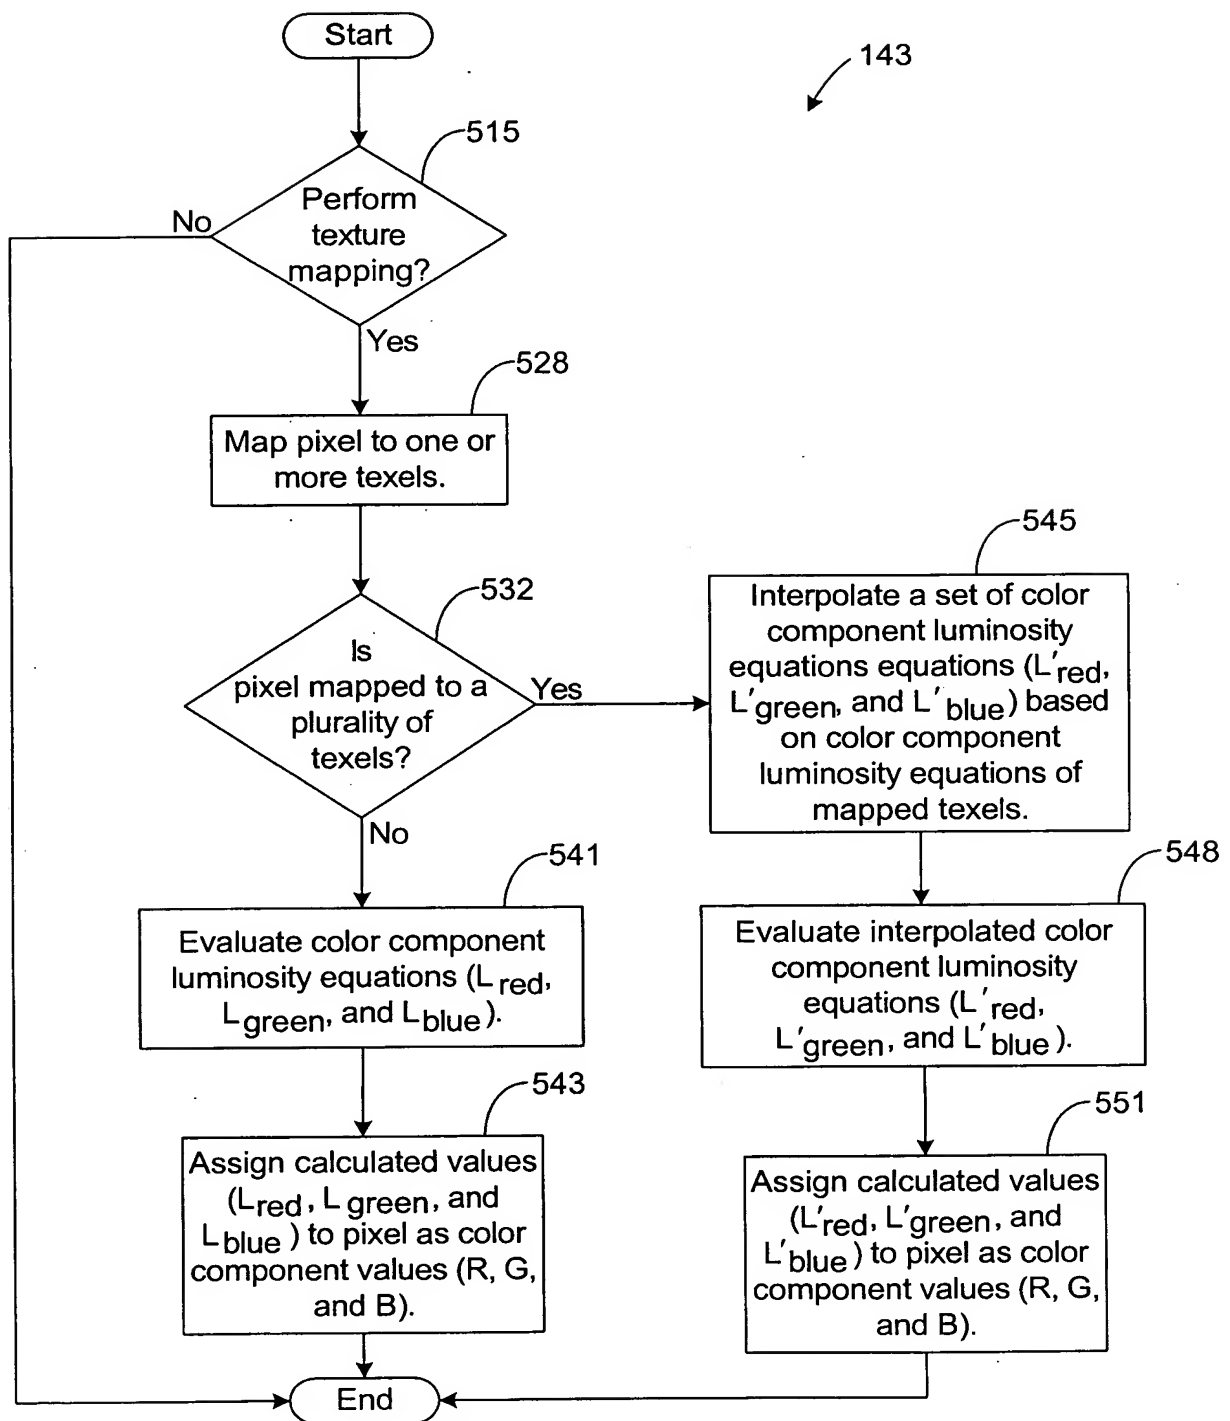 Start
143
515
Perform
texture
mapping?
No
Yes
528
Map pixel to one or
more texels.
532
Is
pixel mapped to a
plurality of
texels?
Yes
No
545
Interpolate a set of color
component luminosity
equations equations (L′red,
L′green, and L′blue) based
on color component
luminosity equations of
mapped texels.
541
Evaluate color component
luminosity equations (Lred,
Lgreen, and Lblue).
548
Evaluate interpolated color
component luminosity
equations (L′red,
L′green, and L′blue).
543
Assign calculated values
(Lred, Lgreen, and
Lblue) to pixel as color
component values (R, G,
and B).
551
Assign calculated values
(L′red, L′green, and
L′blue) to pixel as color
component values (R, G,
and B).
End